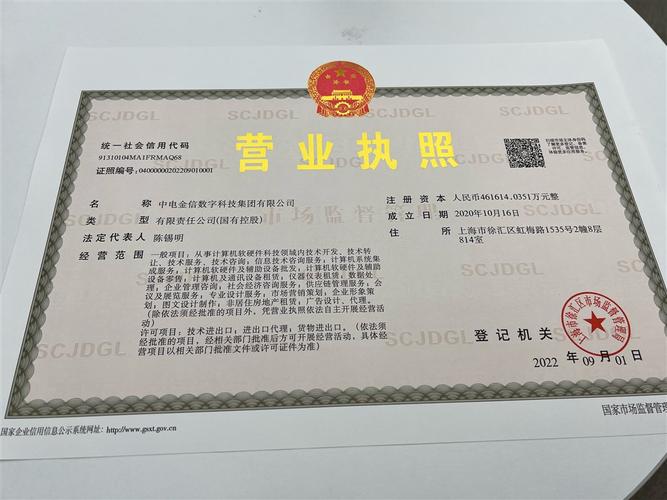 SCJDGL SCJDGL SCJDGL
统一社会信用代码
91310104MA1FRMAQ68
证照编号:04000000202209010001
营业执照
名 称 中电金信数字科技集团有限公司
类 型 有限责任公司(国有控股)
法定代表人 陈锡明
经营范围 一般项目:从事计算机软硬件科技领域内技术开发、技术转
让、技术服务、技术咨询;信息技术咨询服务;计算机系统集
成服务;计算机软硬件及辅助设备批发;计算机软硬件及辅助设
备零售;计算机及通讯设备租赁;仪器仪表租赁;数据处
理;企业管理咨询;社会经济咨询服务;供应链管理服务;会
议及展览服务;专业设计服务;市场营销策划;企业形象策
划;图文设计制作;非居住房地产租赁;广告设计、代理。
(除依法须经批准的项目外,凭营业执照依法自主开展经营活
动)
许可项目:技术进出口;进出口代理;货物进出口。(依法须
经批准的项目,经相关部门批准后方可开展经营活动,具体经
营项目以相关部门批准文件或许可证件为准)
注册资本 人民币461614.0351万元整
成立日期 2020年10月16日
住 所 上海市徐汇区虹梅路1535号2幢8层
814室
市场监督管
登记机关
上海市徐汇区市场监督管理局
2022 年 09 月 01 日
SCJDGL SCJDGL
国家企业信用信息公示系统网址:http://www.gsxt.gov.cn
国家市场监督管理